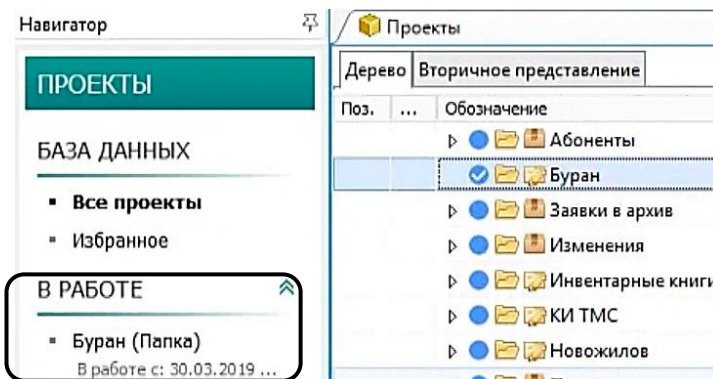 Навигатор
ПРОЕКТЫ
БАЗА ДАННЫХ
Все проекты
Избранное
В РАБОТЕ
Буран (Папка)
В работе с: 30.03.2019 ...
Проекты
Дерево Вторичное представление
Поз. ... Обозначение
Абоненты
Буран
Заявки в архив
Изменения
Инвентарные книги
КИ ТМС
Новожилов